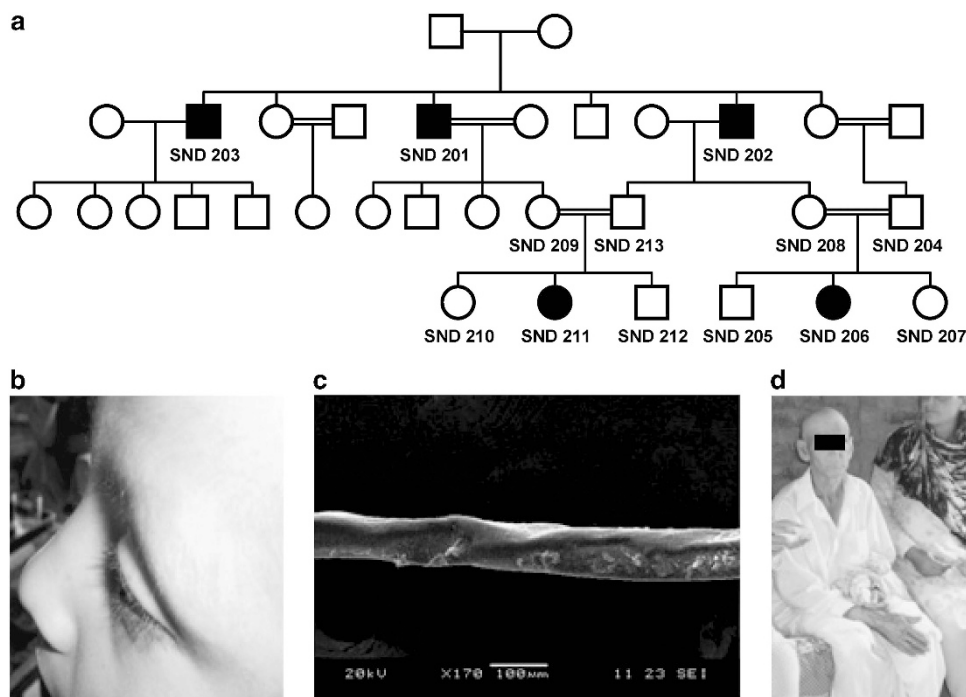 a
SND 203 SND 201 SND 202
SND 209 SND 213 SND 208 SND 204
SND 210 SND 211 SND 212 SND 205 SND 206 SND 207
b c d
20kV X170 100µm 11 23 SEI